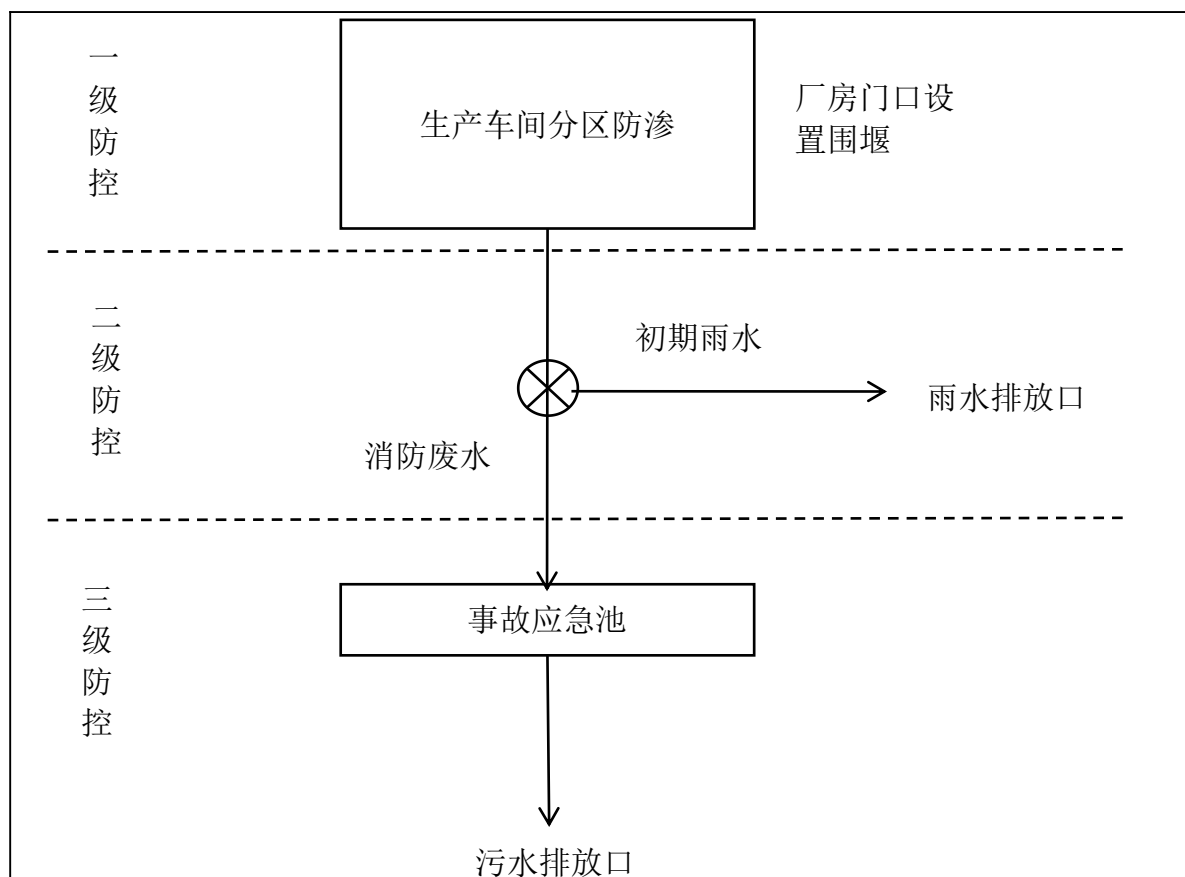 一级防控
生产车间分区防渗
厂房门口设
置围堰
二级防控
初期雨水
雨水排放口
消防废水
三级防控
事故应急池
污水排放口